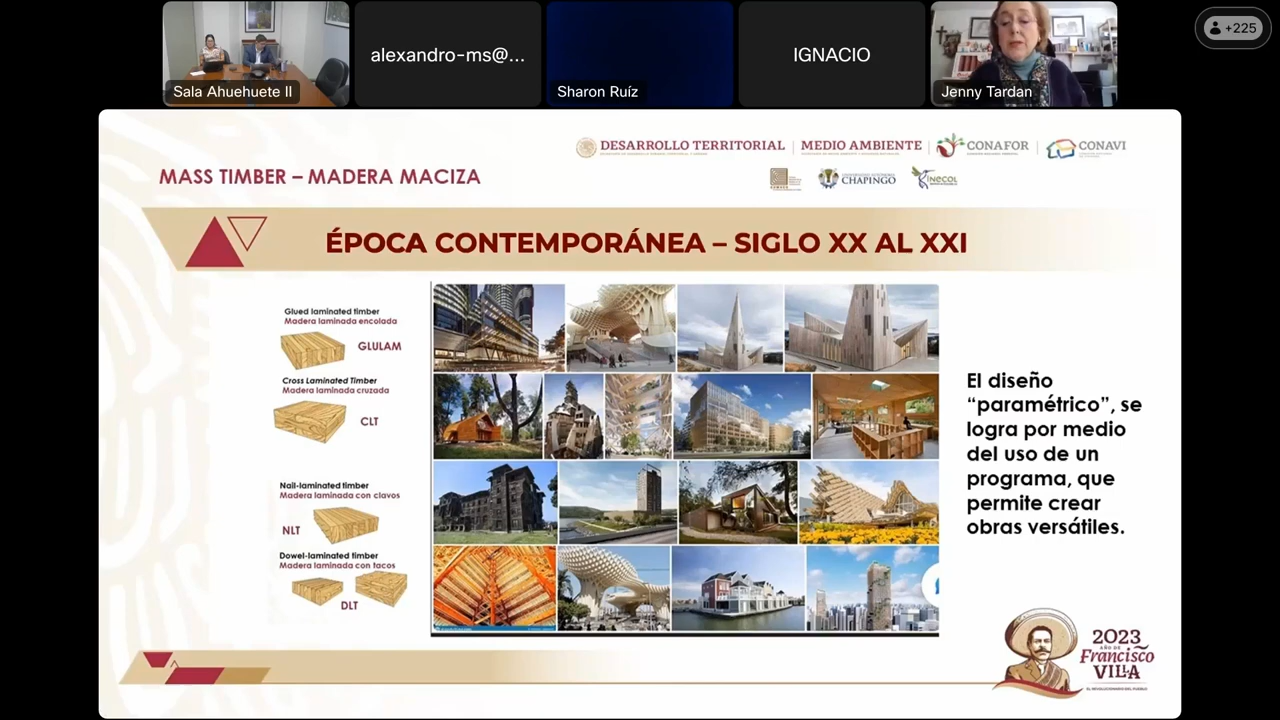 Sala Ahuehuete II
alexandro-ms@...
Sharon Ruíz
IGNACIO
Jenny Tardan
+225
DESARROLLO TERRITORIAL
MEDIO AMBIENTE
CONAFOR
CONAVI
CHAPINGO
INECOL
MASS TIMBER – MADERA MACIZA
ÉPOCA CONTEMPORÁNEA – SIGLO XX AL XXI
Glued laminated timber
Madera laminada encolada
GLULAM
Cross Laminated Timber
Madera laminada cruzada
CLT
Nail-laminated timber
Madera laminada con clavos
NLT
Dowel-laminated timber
Madera laminada con tacos
DLT
El diseño
“paramétrico”, se
logra por medio
del uso de un
programa, que
permite crear
obras versátiles.
2023
AÑO DE
Francisco
VILLA
EL REVOLUCIONARIO DEL PUEBLO